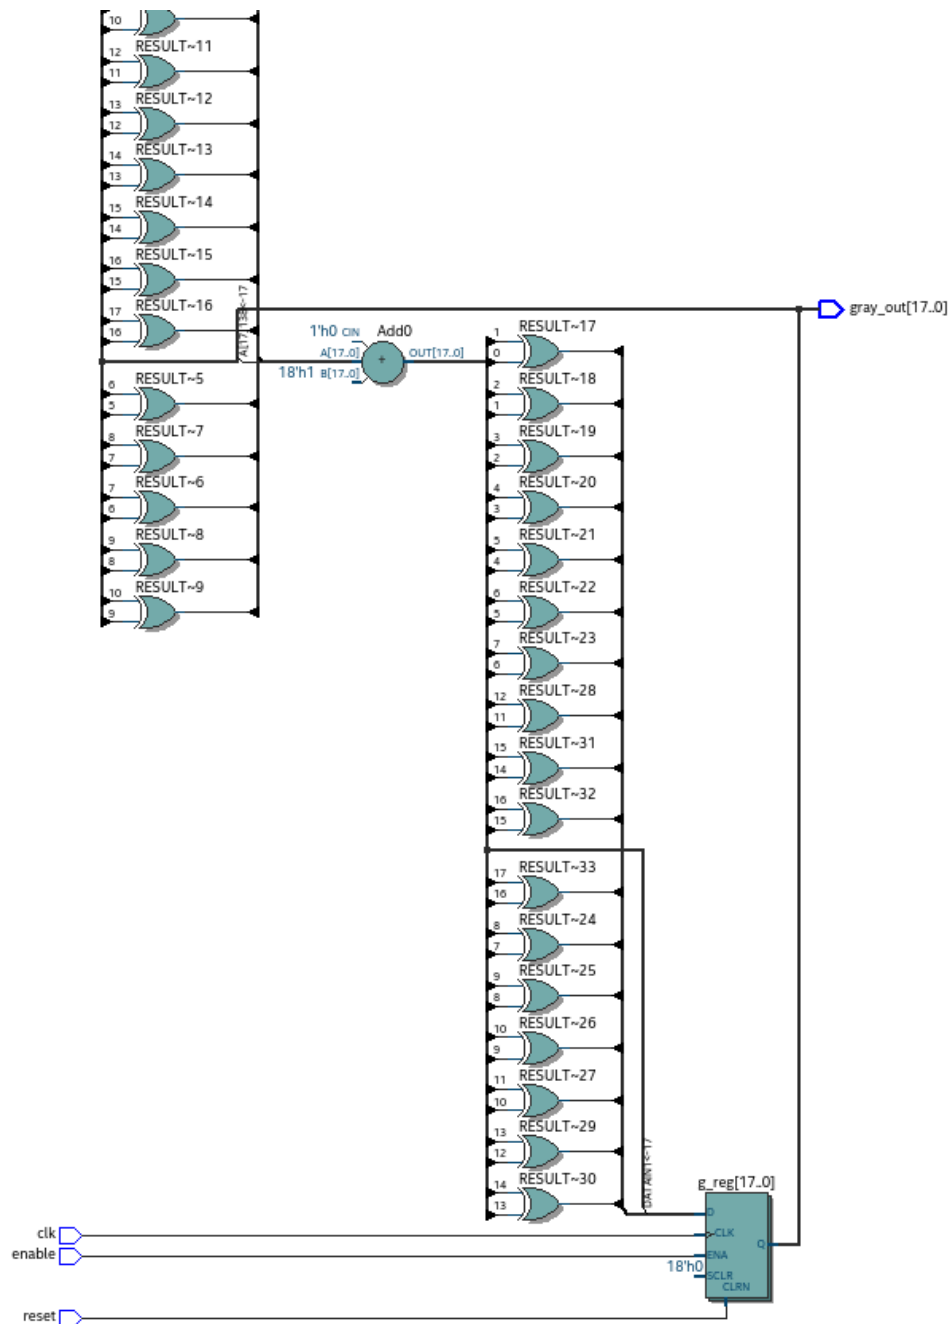 10
RESULT~11
12
11
RESULT~12
13
12
RESULT~13
14
13
RESULT~14
15
14
RESULT~15
16
15
RESULT~16
17
16
RESULT~5
6
5
RESULT~7
8
7
RESULT~6
7
6
RESULT~8
9
8
RESULT~9
10
9
1'h0 CIN
Add0
A[17..0]
OUT[17..0]
18'h1 B[17..0]
gray_out[17..0]
RESULT~17
1
0
RESULT~18
2
1
RESULT~19
3
2
RESULT~20
4
3
RESULT~21
5
4
RESULT~22
6
5
RESULT~23
7
6
RESULT~28
12
11
RESULT~31
15
14
RESULT~32
16
15
RESULT~33
17
16
RESULT~24
8
7
RESULT~25
9
8
RESULT~26
10
9
RESULT~27
11
10
RESULT~29
13
12
RESULT~30
14
13
g_reg[17..0]
D
CLK
ENA
Q
18'h0
SCLR
CLRN
clk
enable
reset